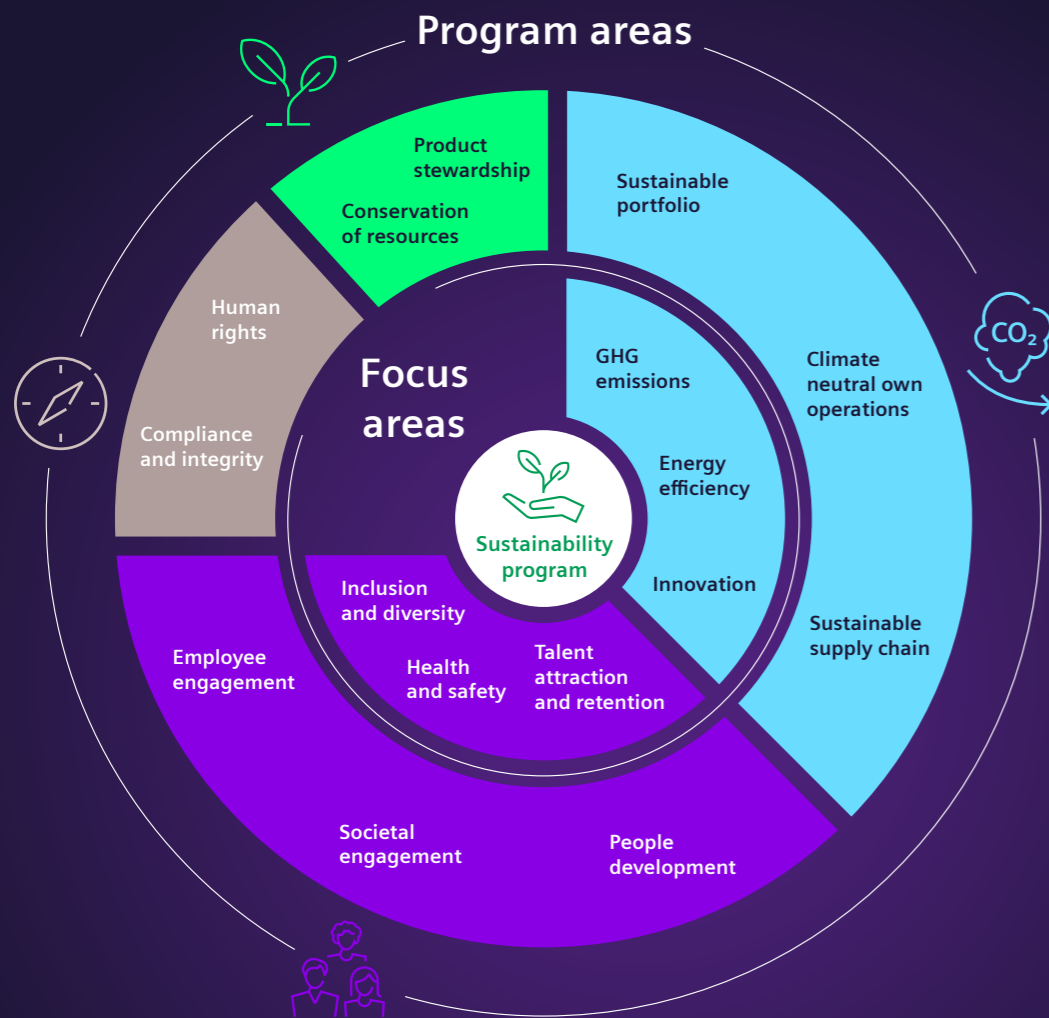 Program areas
Product
stewardship
Conservation
of resources
Sustainable
portfolio
Human
rights
Compliance
and integrity
Focus
areas
GHG
emissions
Energy
efficiency
Innovation
Climate
neutral own
operations
CO₂
Sustainability
program
Sustainable
supply chain
Inclusion
and diversity
Health
and safety
Talent
attraction
and retention
Employee
engagement
Societal
engagement
People
development